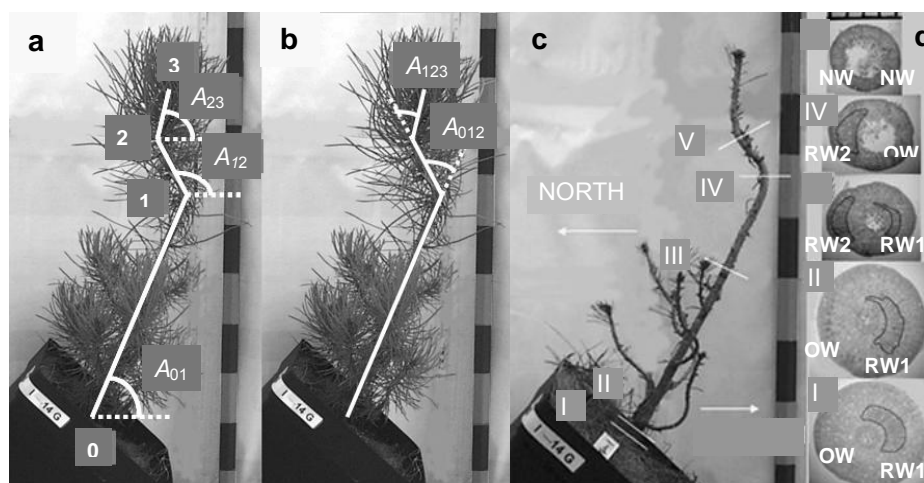 a
3
A23
2
A12
1
A01
I -14 G
0
b
A123
A012
I -14 G
c
V
IV
NORTH
III
II
I
I -14 G
d
NW NW
IV
RW2 OW
RW2 RW1
II
OW RW1
I
OW RW1